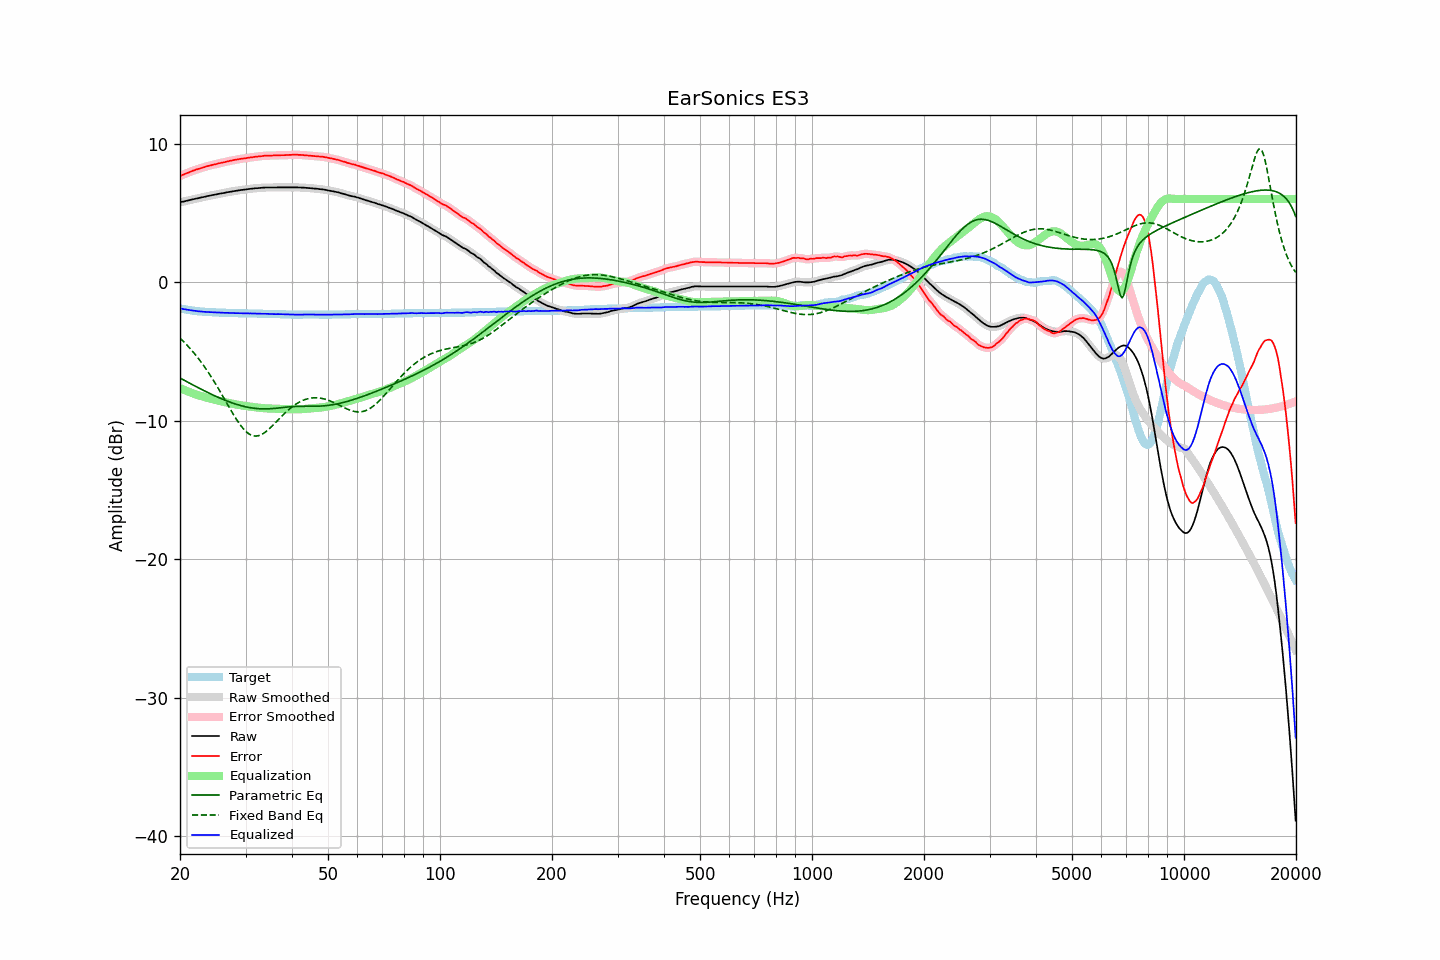 EarSonics ES3
Amplitude (dBr)
10
0
−10
−20
−30
−40
Target
Raw Smoothed
Error Smoothed
Raw
Error
Equalization
Parametric Eq
Fixed Band Eq
Equalized
20 50 100 200 500 1000 2000 5000 10000 20000
Frequency (Hz)